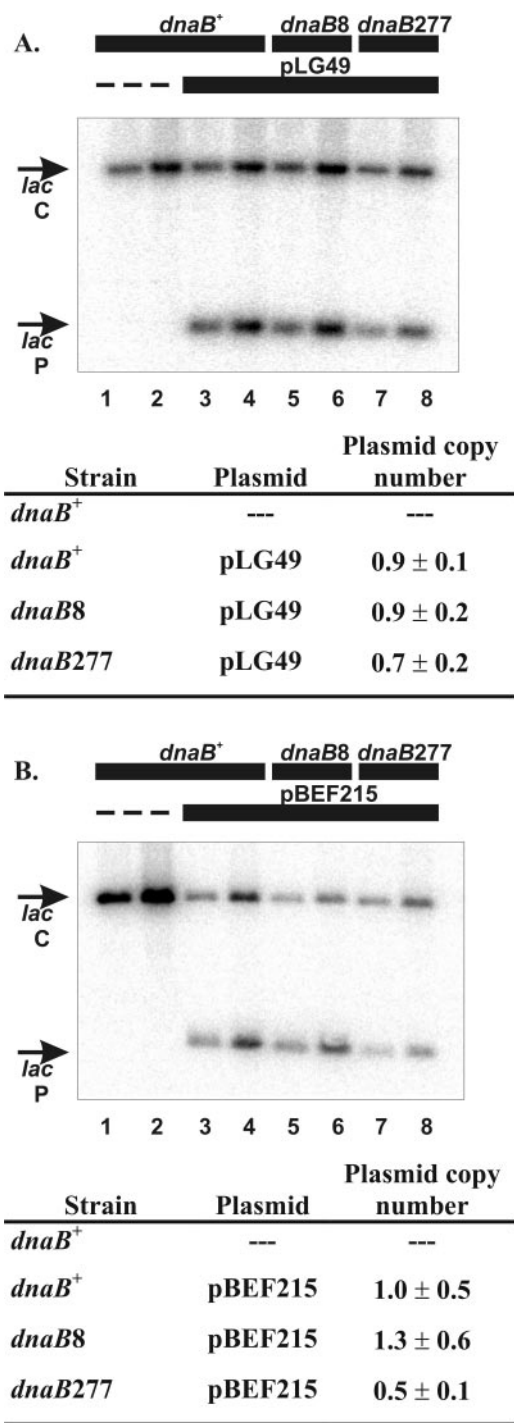 A. dnaB+ dnaB8 dnaB277
pLG49
lac
C
lac
P
1 2 3 4 5 6 7 8
Strain Plasmid Plasmid copy number
dnaB+ --- ---
dnaB+ pLG49 0.9 ± 0.1
dnaB8 pLG49 0.9 ± 0.2
dnaB277 pLG49 0.7 ± 0.2
B. dnaB+ dnaB8 dnaB277
pBEF215
lac
C
lac
P
1 2 3 4 5 6 7 8
Strain Plasmid Plasmid copy number
dnaB+ --- ---
dnaB+ pBEF215 1.0 ± 0.5
dnaB8 pBEF215 1.3 ± 0.6
dnaB277 pBEF215 0.5 ± 0.1